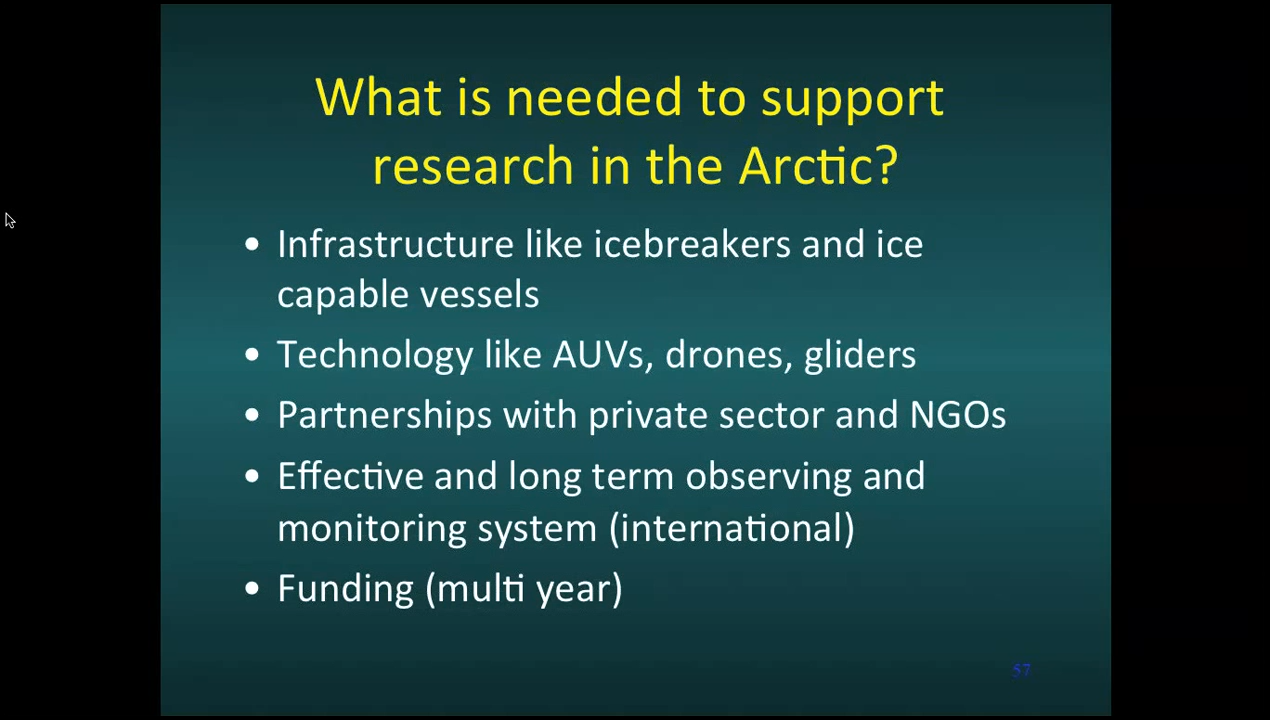 What is needed to support
research in the Arctic?
• Infrastructure like icebreakers and ice
capable vessels
• Technology like AUVs, drones, gliders
• Partnerships with private sector and NGOs
• Effective and long term observing and
monitoring system (international)
• Funding (multi year)
57